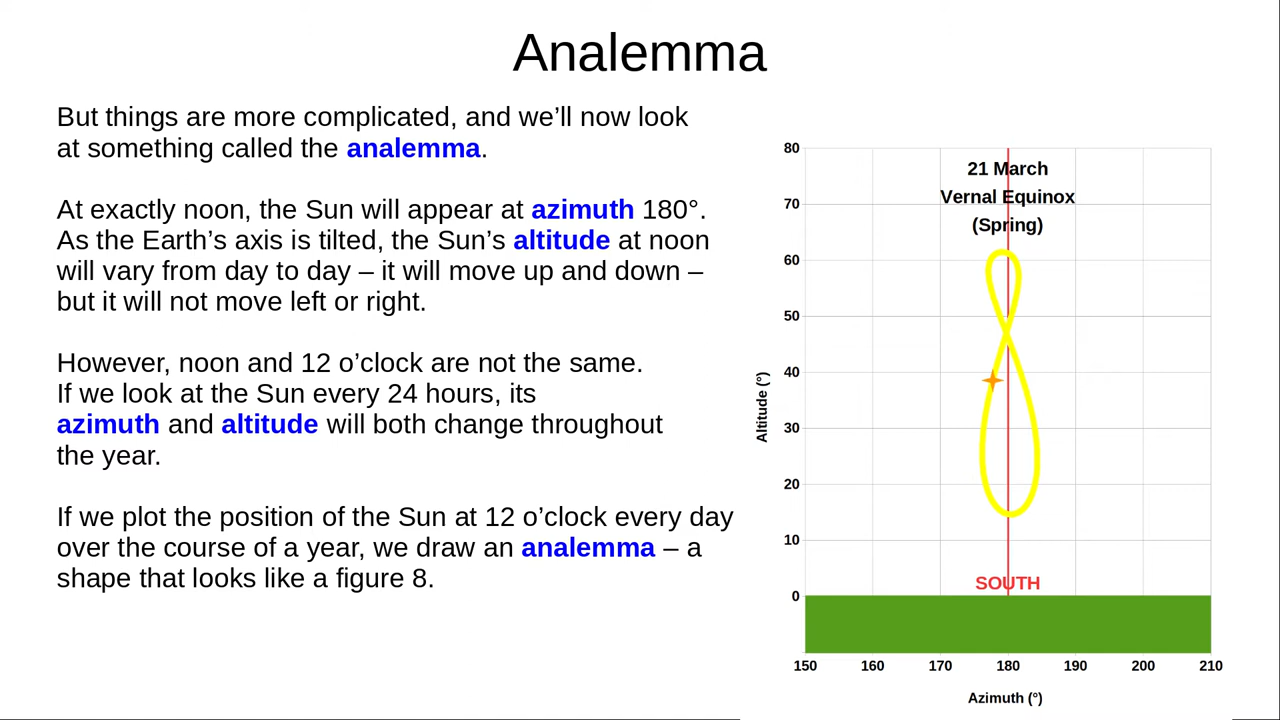 Analemma
But things are more complicated, and we’ll now look
at something called the analemma.
At exactly noon, the Sun will appear at azimuth 180°.
As the Earth’s axis is tilted, the Sun’s altitude at noon
will vary from day to day – it will move up and down –
but it will not move left or right.
However, noon and 12 o’clock are not the same.
If we look at the Sun every 24 hours, its
azimuth and altitude will both change throughout
the year.
If we plot the position of the Sun at 12 o’clock every day
over the course of a year, we draw an analemma – a
shape that looks like a figure 8.
21 March
Vernal Equinox
(Spring)
80
70
60
50
40
30
20
10
0
Altitude (°)
SOUTH
150 160 170 180 190 200 210
Azimuth (°)